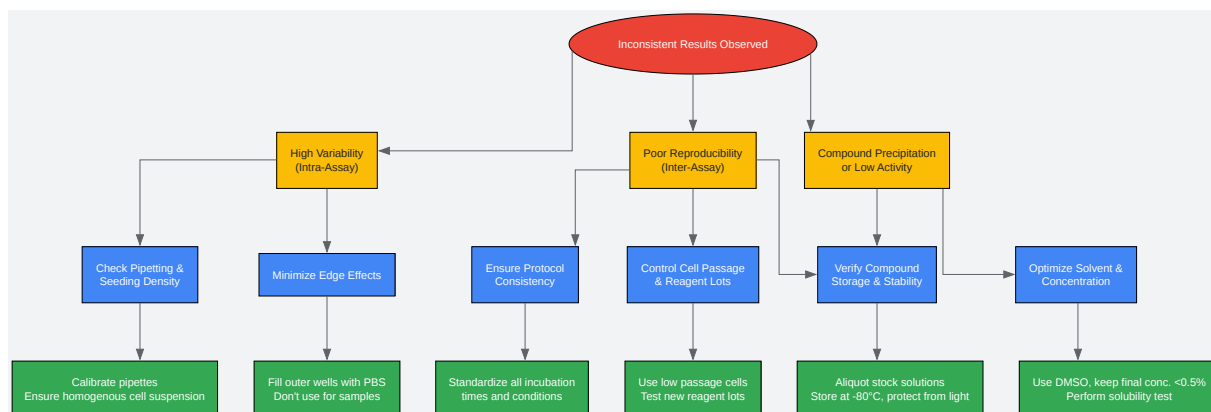 Inconsistent Results Observed
High Variability
(Intra-Assay)
Poor Reproducibility
(Inter-Assay)
Compound Precipitation
or Low Activity
Check Pipetting &
Seeding Density
Minimize Edge Effects
Ensure Protocol
Consistency
Control Cell Passage
& Reagent Lots
Verify Compound
Storage & Stability
Optimize Solvent &
Concentration
Calibrate pipettes
Ensure homogenous cell suspension
Fill outer wells with PBS
Don't use for samples
Standardize all incubation
times and conditions
Use low passage cells
Test new reagent lots
Aliquot stock solutions
Store at -80°C, protect from light
Use DMSO, keep final conc. <0.5%
Perform solubility test